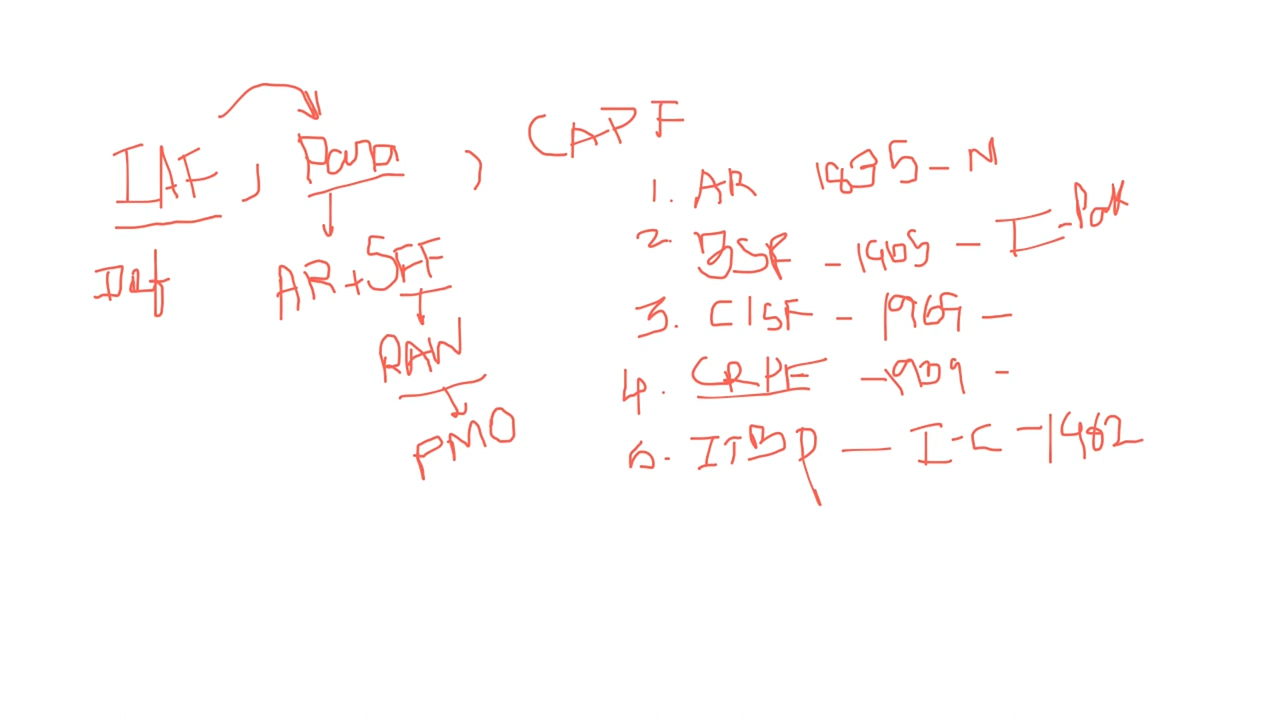 IAF, Para, CAPF
Def
AR+SFF
RAW
PMO
1. AR 1835-N
2. BSF - 1965 - I-Pak
3. CISF - 1969 -
4. CRPF - 1939 -
5. ITBP - I-C - 1962